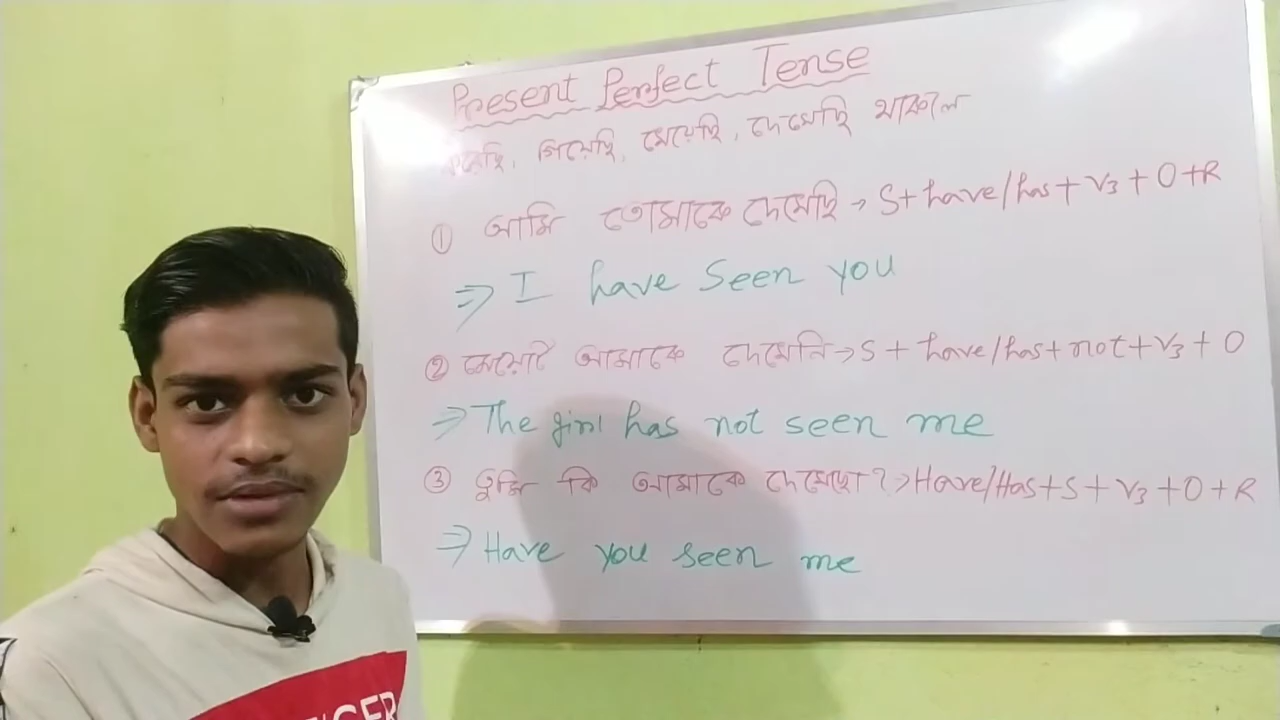 Present Perfect Tense
করেছি, গিয়েছি, খেয়েছি, দেখেছি থাকলে
① আমি তোমাকে দেখেছি → S+have/has+V3+O+R
⇒ I have seen you
② মেয়েটি আমাকে দেখেনি → S + have/has+not+V3+O
⇒ The girl has not seen me
③ তুমি কি আমাকে দেখেছো? → Have/Has+S+V3+O+R
⇒ Have you seen me